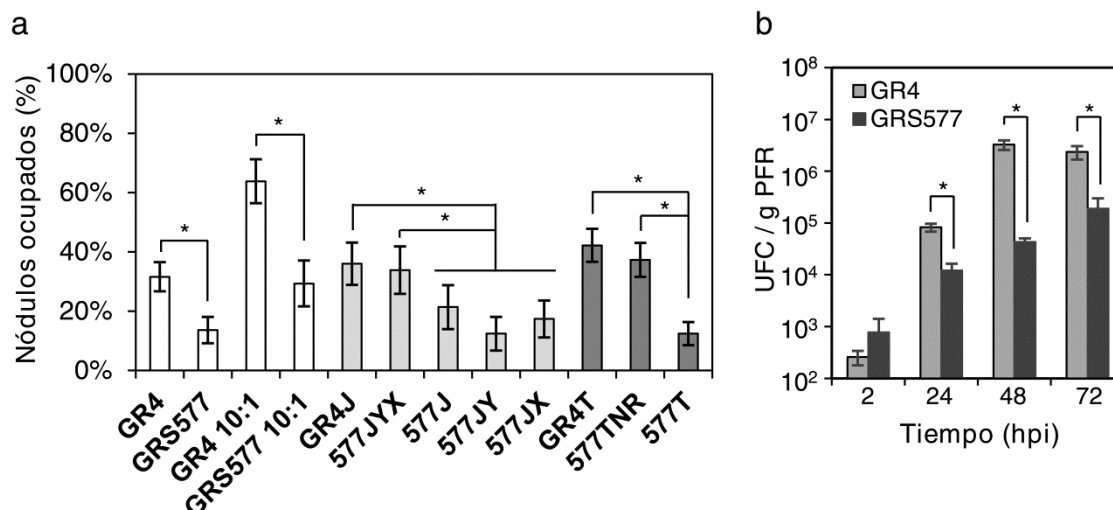 a
Nódulos ocupados (%)
100%
80%
60%
40%
20%
0%
*
*
*
*
*
*
GR4
GRS577
GR4 10:1
GRS577 10:1
GR4J
577JYX
577J
577JY
577JX
GR4T
577TNR
577T
b
UFC / g PFR
10⁸
10⁷
10⁶
10⁵
10⁴
10³
10²
GR4
GRS577
*
*
*
2 24 48 72
Tiempo (hpi)